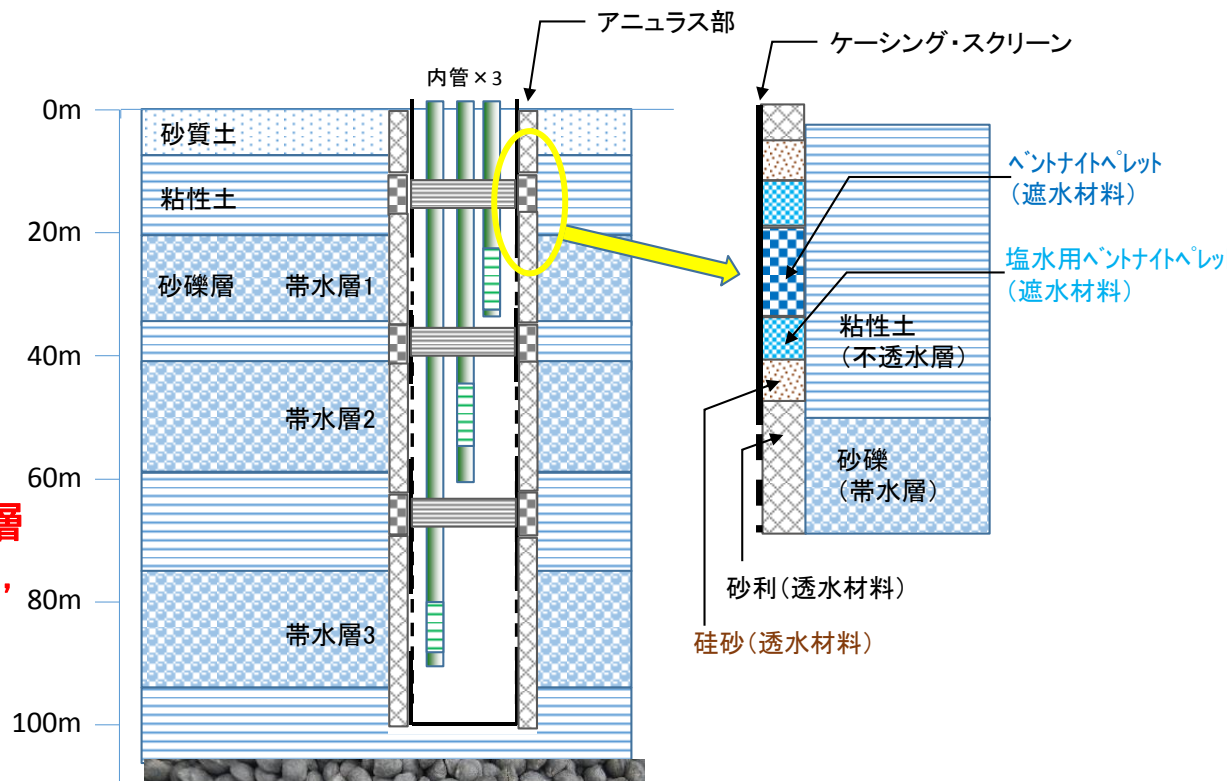 アニュラス部
ケーシング・スクリーン
内管×3
0m
砂質土
粘性土
20m
砂礫層 帯水層1
40m
帯水層2
60m
層
,
80m
帯水層3
100m
ベントナイトペレット
(遮水材料)
塩水用ベントナイトペレッ
(遮水材料)
粘性土
(不透水層)
砂礫
(帯水層)
砂利(透水材料)
硅砂(透水材料)